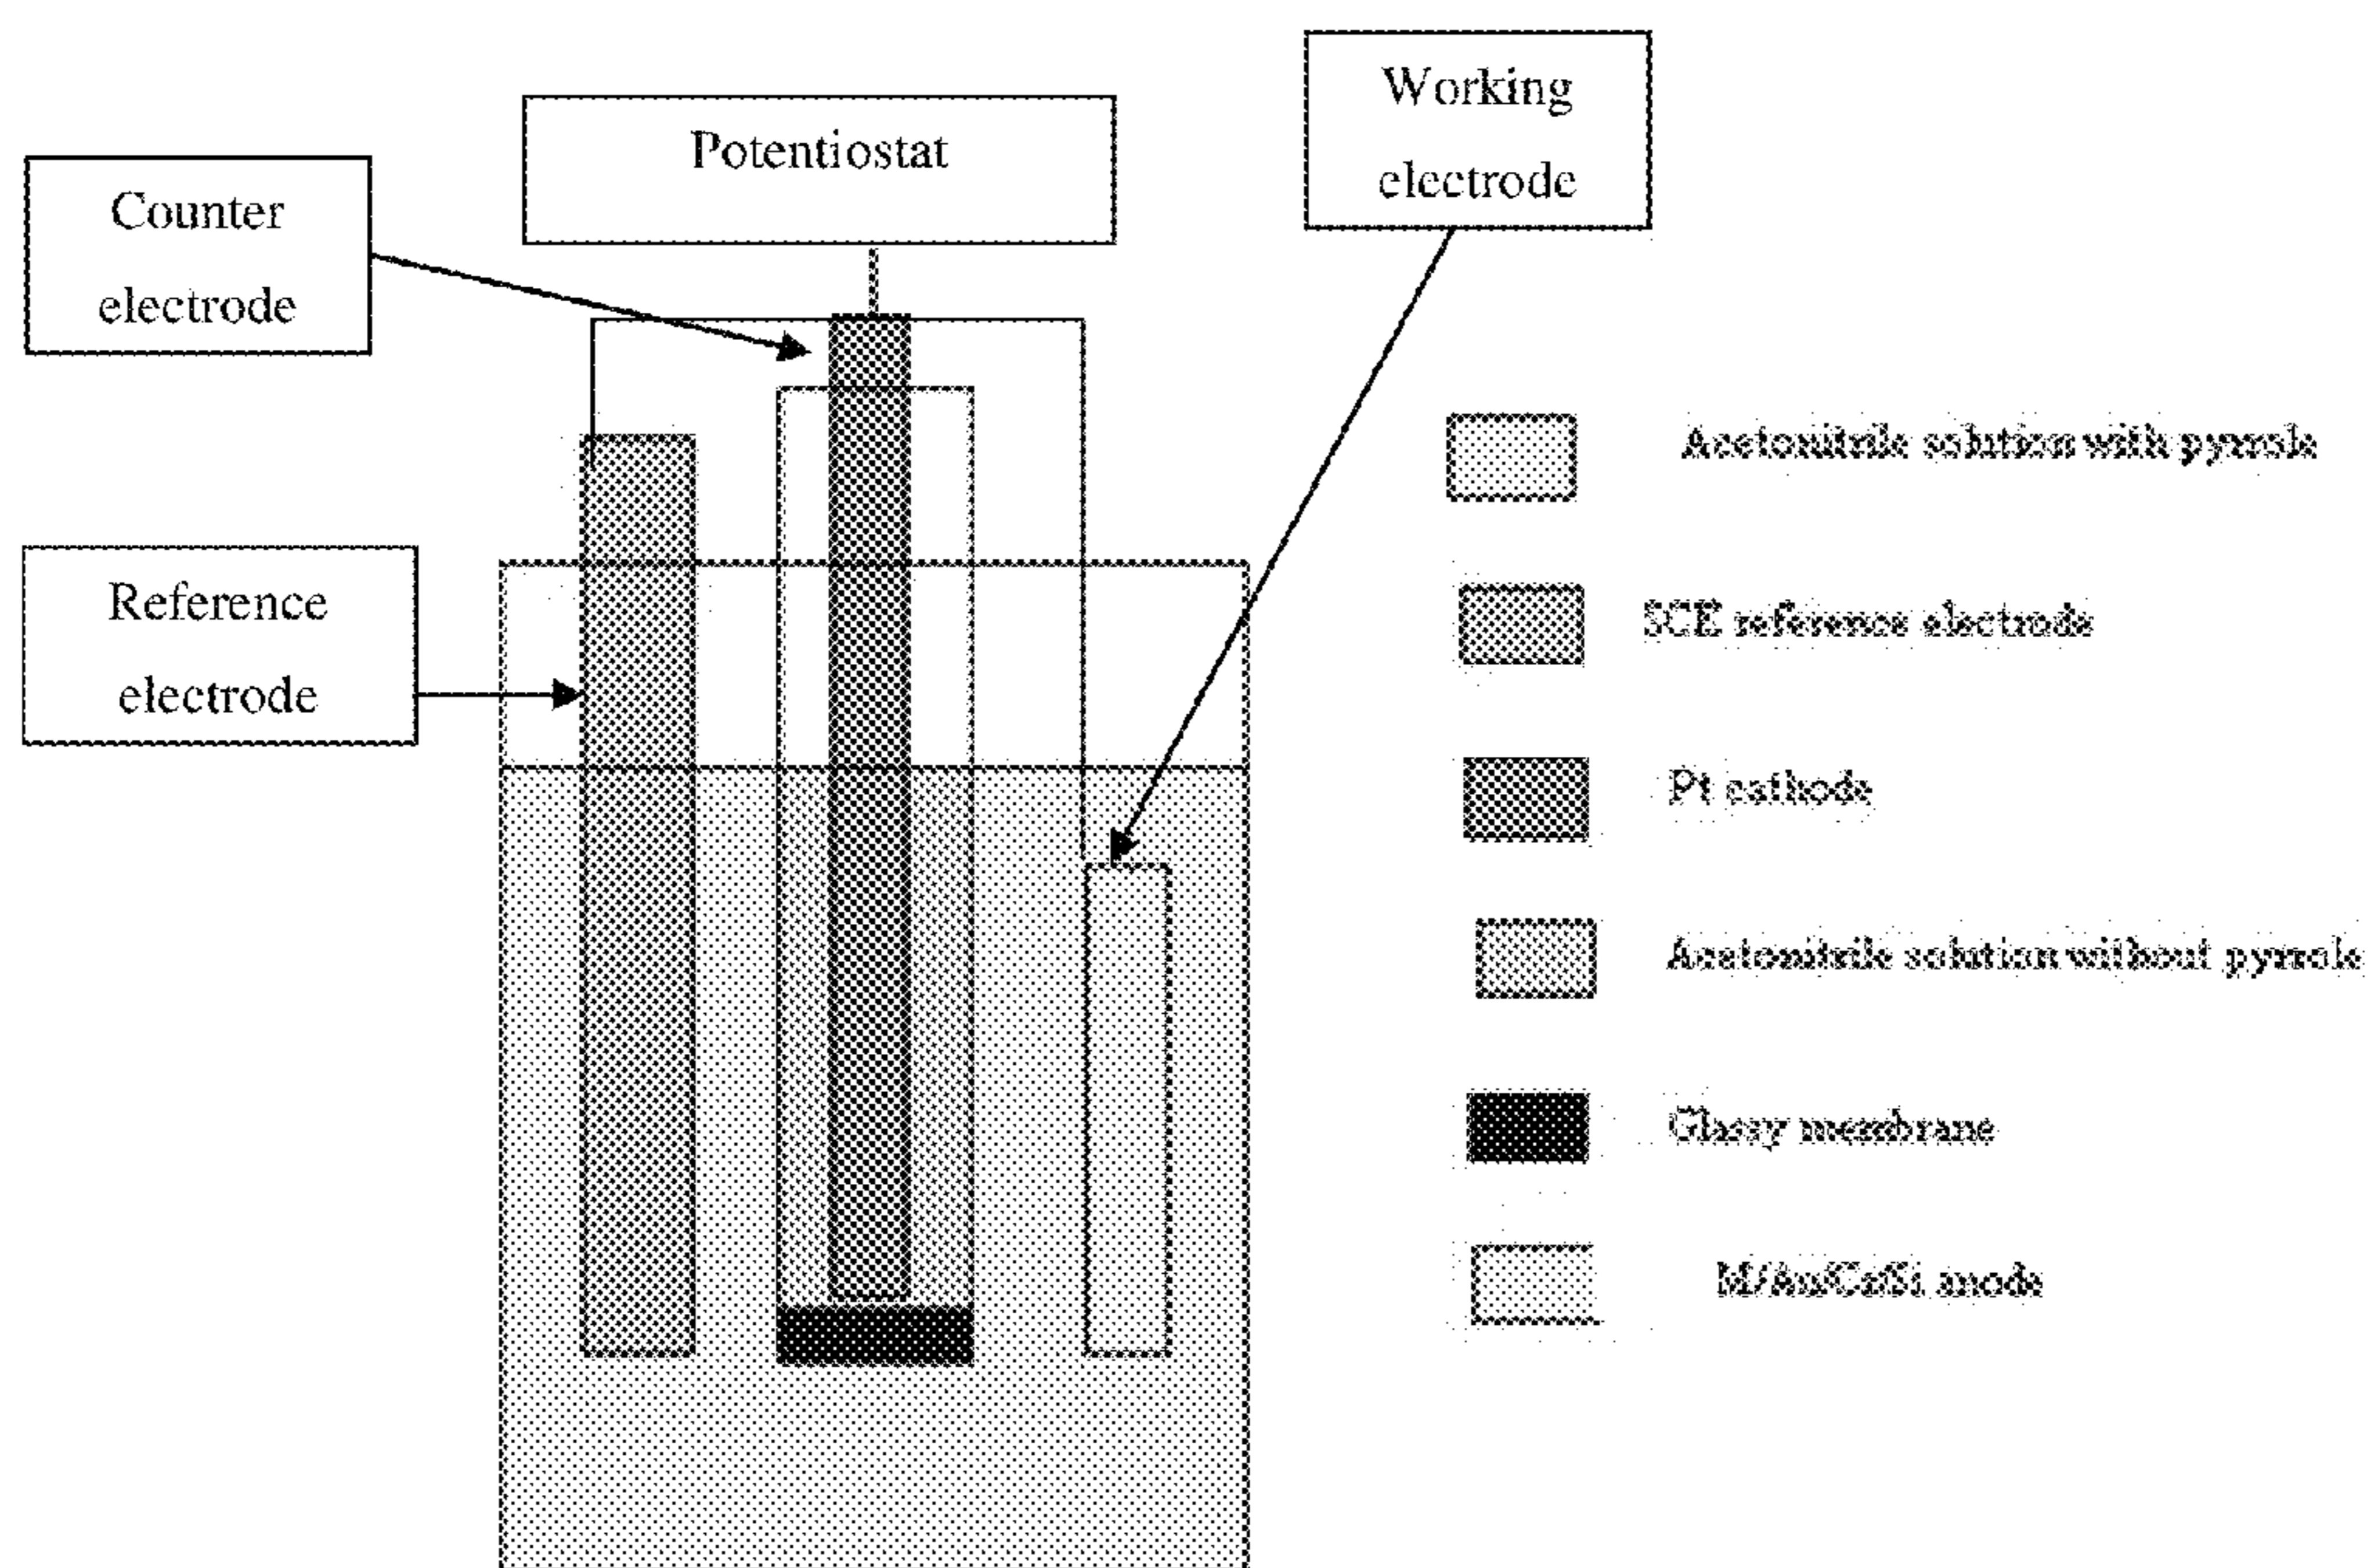 Working
electrode
Potentiostat
Counter
electrode
Reference
electrode
Acetonitrile solution with pyrrole
SCE reference electrode
Pt cathode
Acetonitrile solution without pyrrole
Glassy membrane
anode